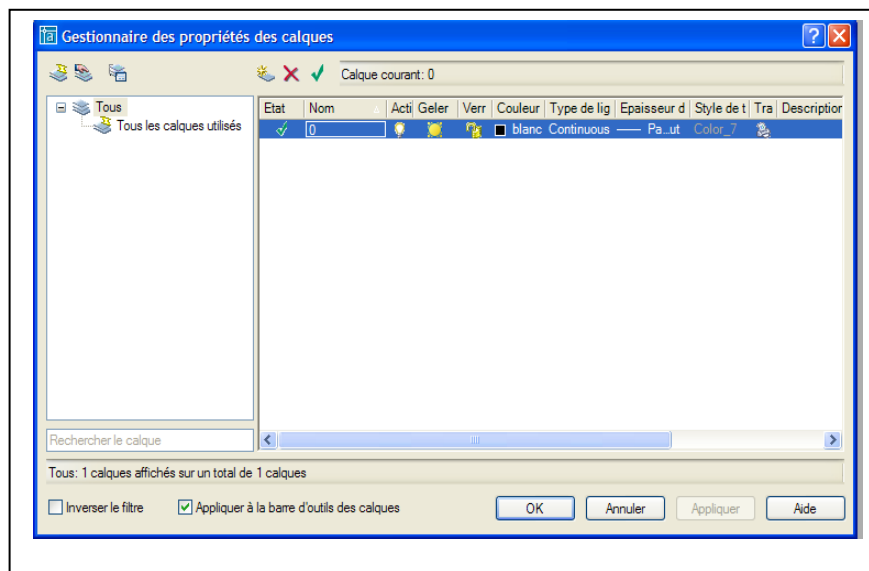 Gestionnaire des propriétés des calques
Calque courant: 0
Tous
Tous les calques utilisés
Etat Nom Acti Geler Verr Couleur Type de lig Epaisseur d Style de t Tra Description
0 blanc Continuous Pa...ut Color_7
Rechercher le calque
Tous: 1 calques affichés sur un total de 1 calques
Inverser le filtre Appliquer à la barre d'outils des calques OK Annuler Appliquer Aide